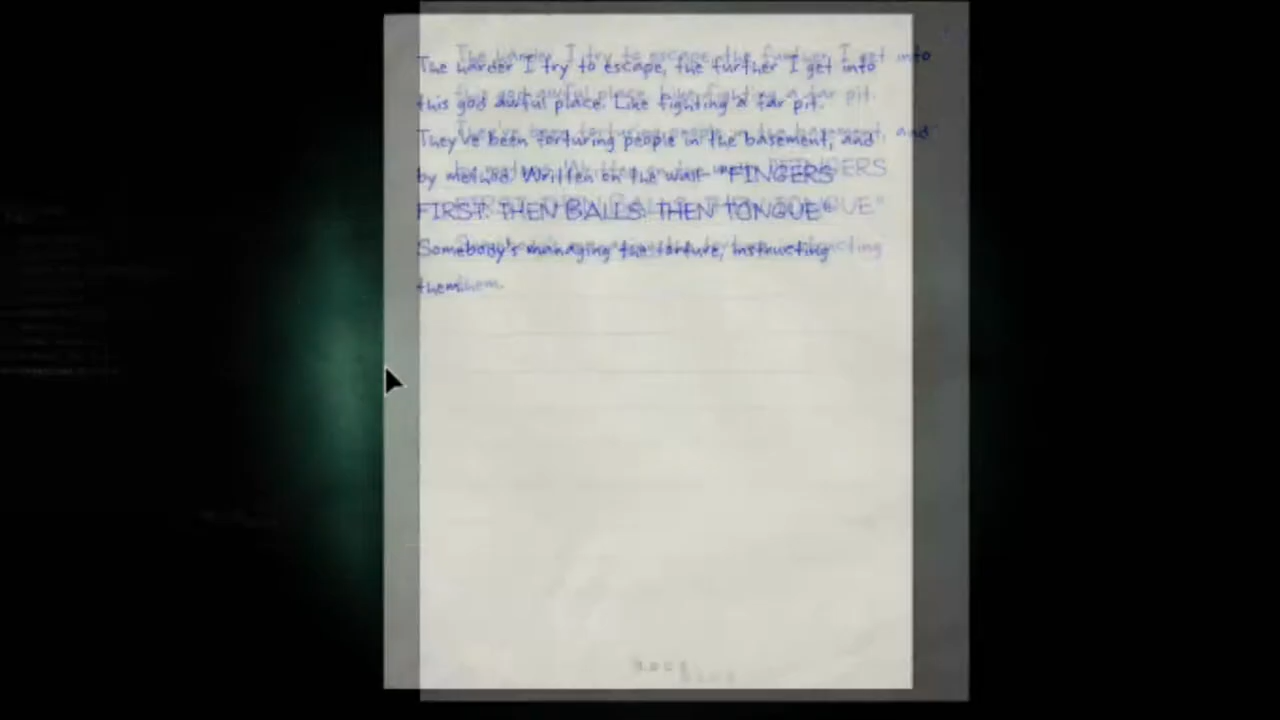 The harder I try to escape, the further I get into
this god awful place. Like fighting a tar pit.
They've been torturing people in the basement, and
by method. Written on the wall- "FINGERS
FIRST. THEN BALLS. THEN TONGUE"
Somebody's managing the torture, instructing
them.